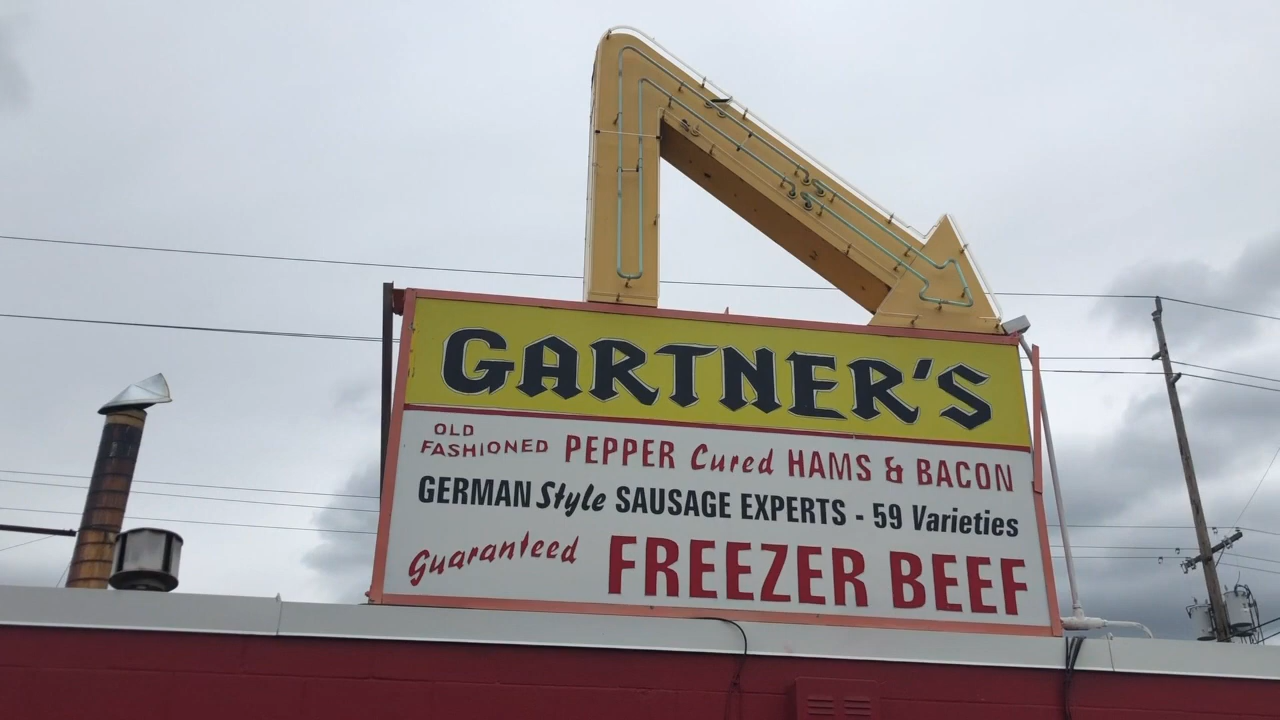 GARTNER'S
OLD FASHIONED PEPPER Cured HAMS & BACON
GERMAN Style SAUSAGE EXPERTS - 59 Varieties
Guaranteed FREEZER BEEF